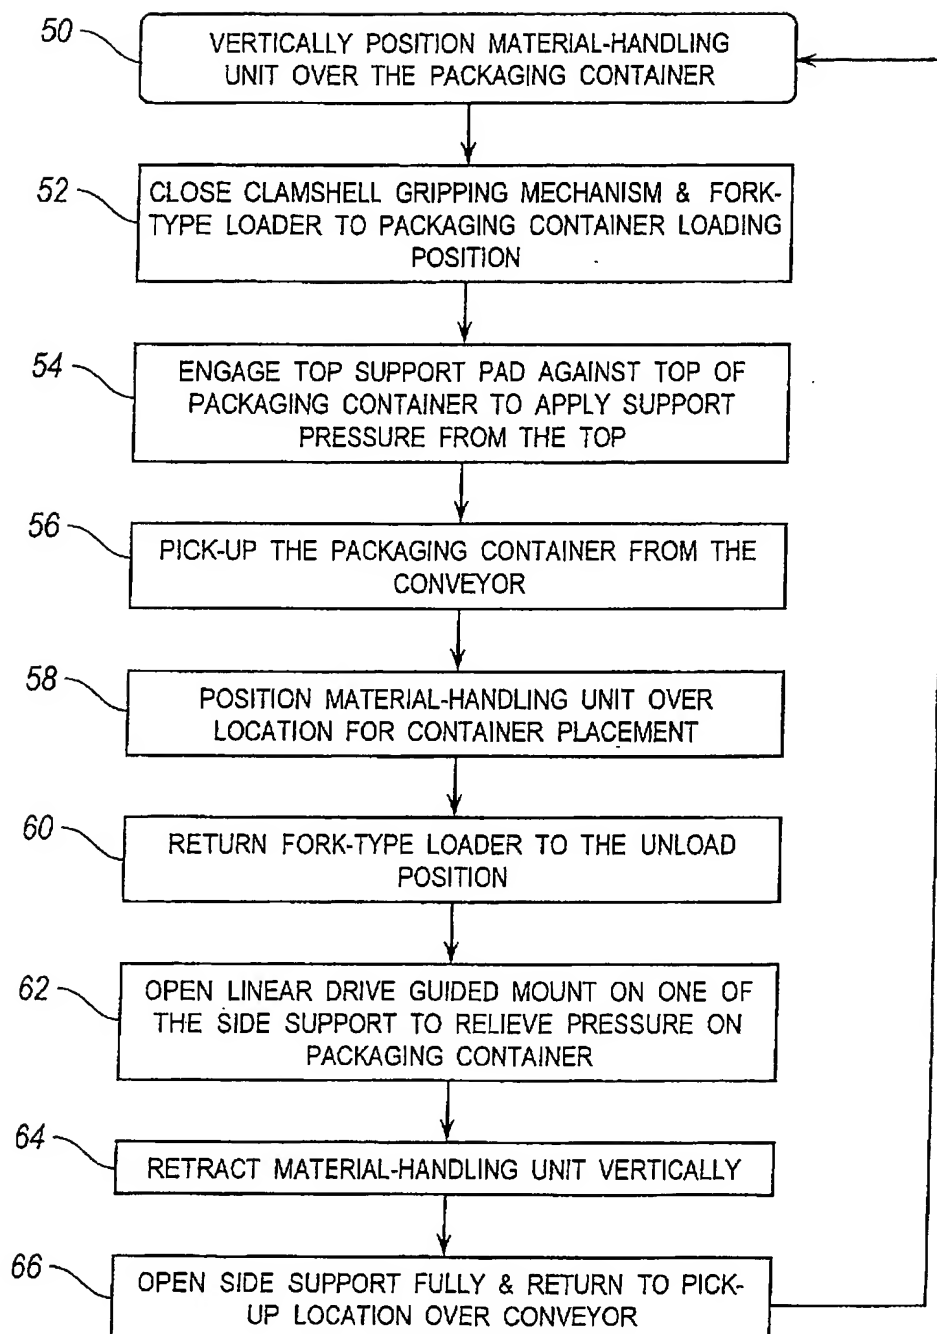 50
VERTICALLY POSITION MATERIAL-HANDLING
UNIT OVER THE PACKAGING CONTAINER
52
CLOSE CLAMSHELL GRIPPING MECHANISM & FORK-
TYPE LOADER TO PACKAGING CONTAINER LOADING
POSITION
54
ENGAGE TOP SUPPORT PAD AGAINST TOP OF
PACKAGING CONTAINER TO APPLY SUPPORT
PRESSURE FROM THE TOP
56
PICK-UP THE PACKAGING CONTAINER FROM THE
CONVEYOR
58
POSITION MATERIAL-HANDLING UNIT OVER
LOCATION FOR CONTAINER PLACEMENT
60
RETURN FORK-TYPE LOADER TO THE UNLOAD
POSITION
62
OPEN LINEAR DRIVE GUIDED MOUNT ON ONE OF
THE SIDE SUPPORT TO RELIEVE PRESSURE ON
PACKAGING CONTAINER
64
RETRACT MATERIAL-HANDLING UNIT VERTICALLY
66
OPEN SIDE SUPPORT FULLY & RETURN TO PICK-
UP LOCATION OVER CONVEYOR